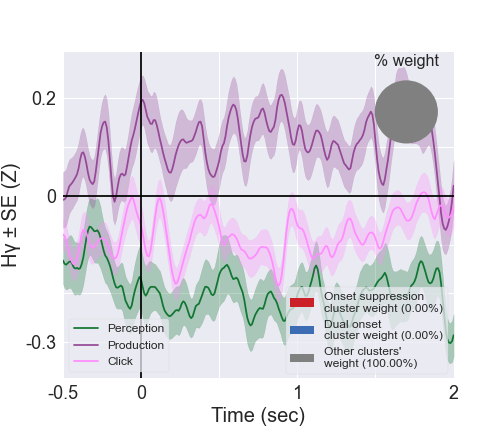 % weight
0.2
0
-0.3
Hγ ± SE (Z)
Perception
Production
Click
Onset suppression
cluster weight (0.00%)
Dual onset
cluster weight (0.00%)
Other clusters'
weight (100.00%)
-0.5
0
1
2
Time (sec)